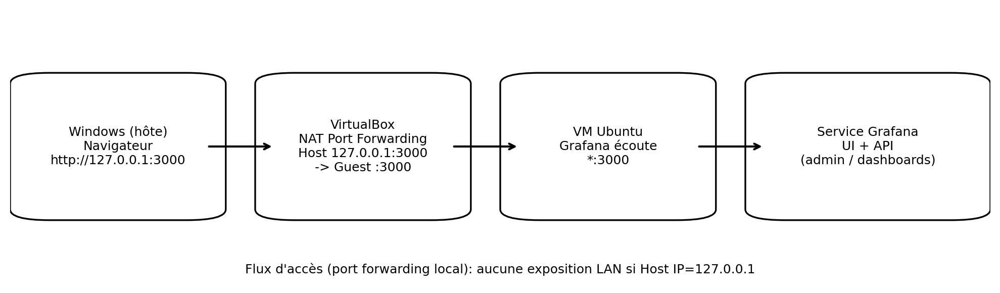 Windows (hôte)
Navigateur
http://127.0.0.1:3000
VirtualBox
NAT Port Forwarding
Host 127.0.0.1:3000
-> Guest :3000
VM Ubuntu
Grafana écoute
*:3000
Service Grafana
UI + API
(admin / dashboards)
Flux d'accès (port forwarding local): aucune exposition LAN si Host IP=127.0.0.1